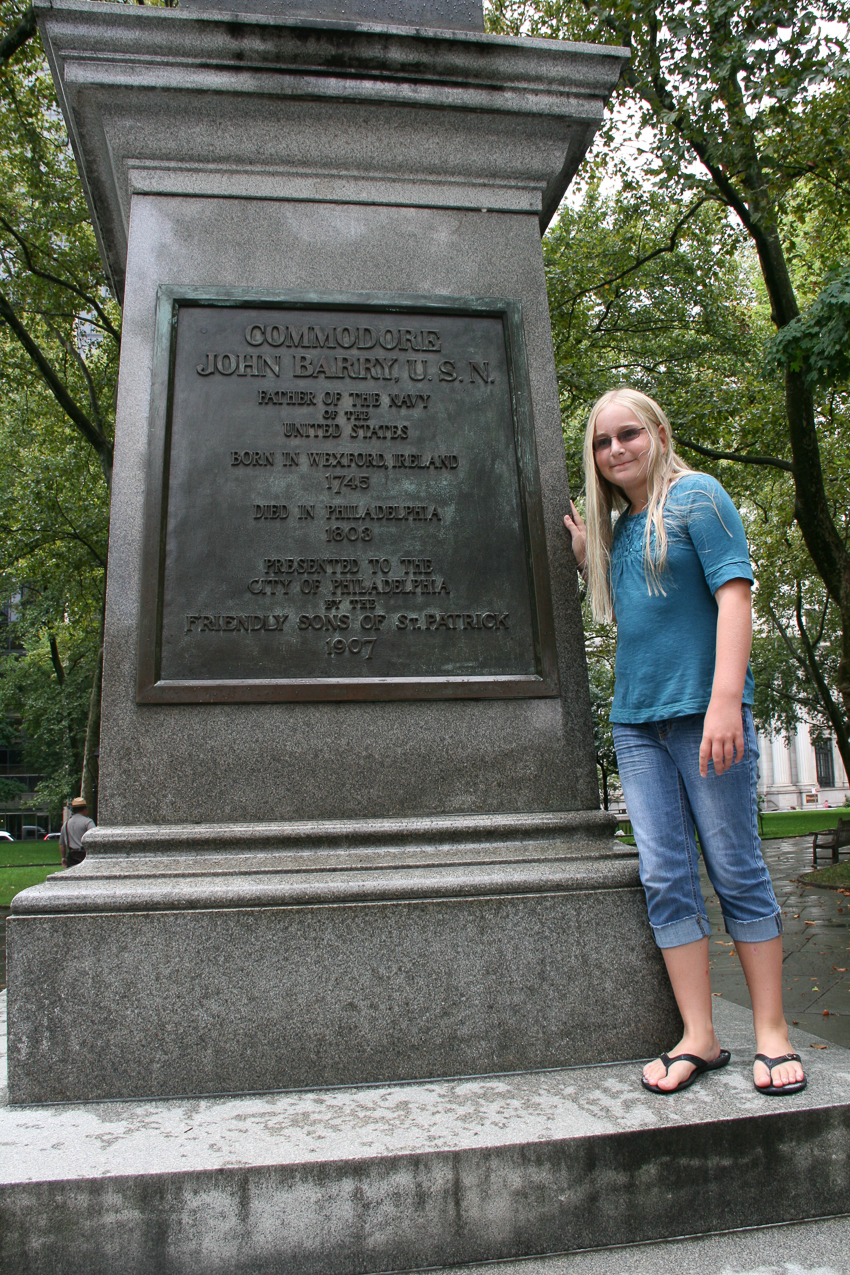 COMMODORE
JOHN BARRY, U.S.N.
FATHER OF THE NAVY
OF THE
UNITED STATES
BORN IN WEXFORD, IRELAND
1745
DIED IN PHILADELPHIA
1803
PRESENTED TO THE
CITY OF PHILADELPHIA
BY THE
FRIENDLY SONS OF ST. PATRICK
1907